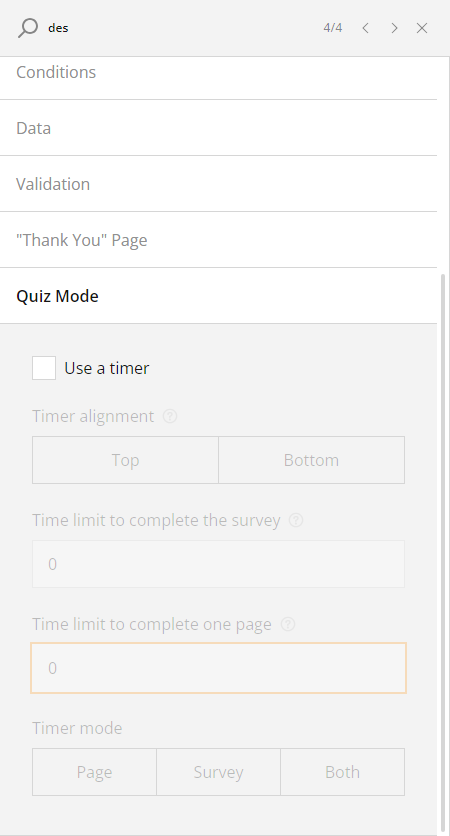 des 4/4
Conditions
Data
Validation
"Thank You" Page
Quiz Mode
Use a timer
Timer alignment ?
Top Bottom
Time limit to complete the survey ?
0
Time limit to complete one page ?
0
Timer mode
Page Survey Both